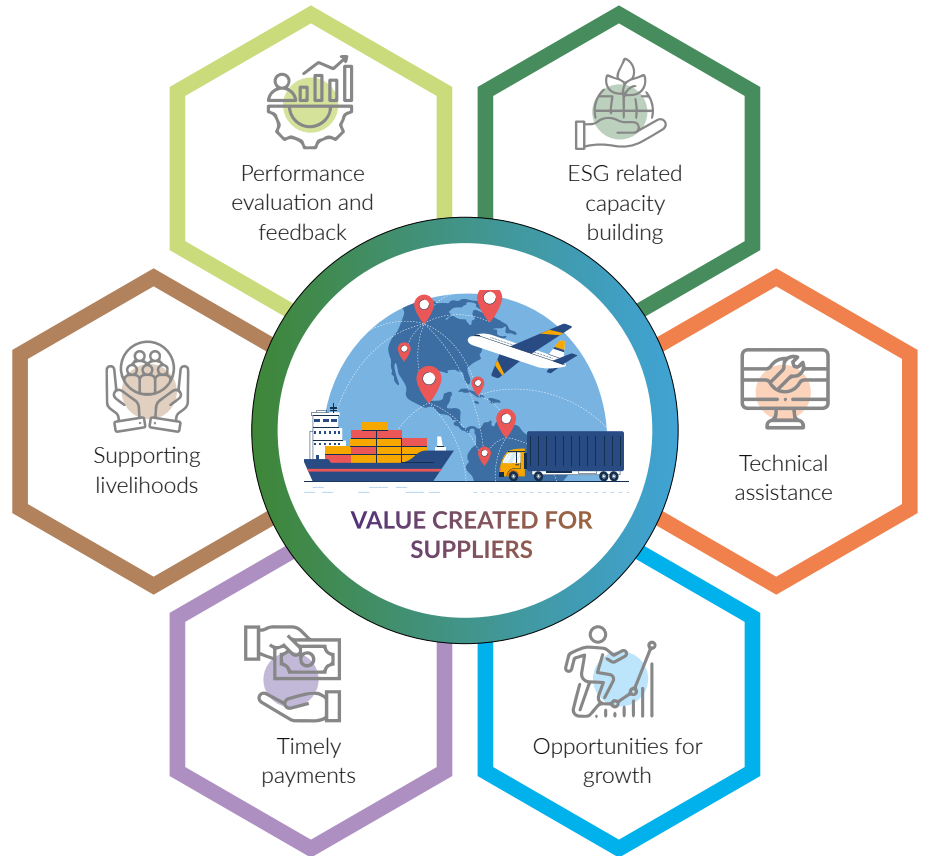 Performance
evaluation and
feedback
ESG related
capacity
building
Supporting
livelihoods
Technical
assistance
VALUE CREATED FOR
SUPPLIERS
Timely
payments
Opportunities for
growth